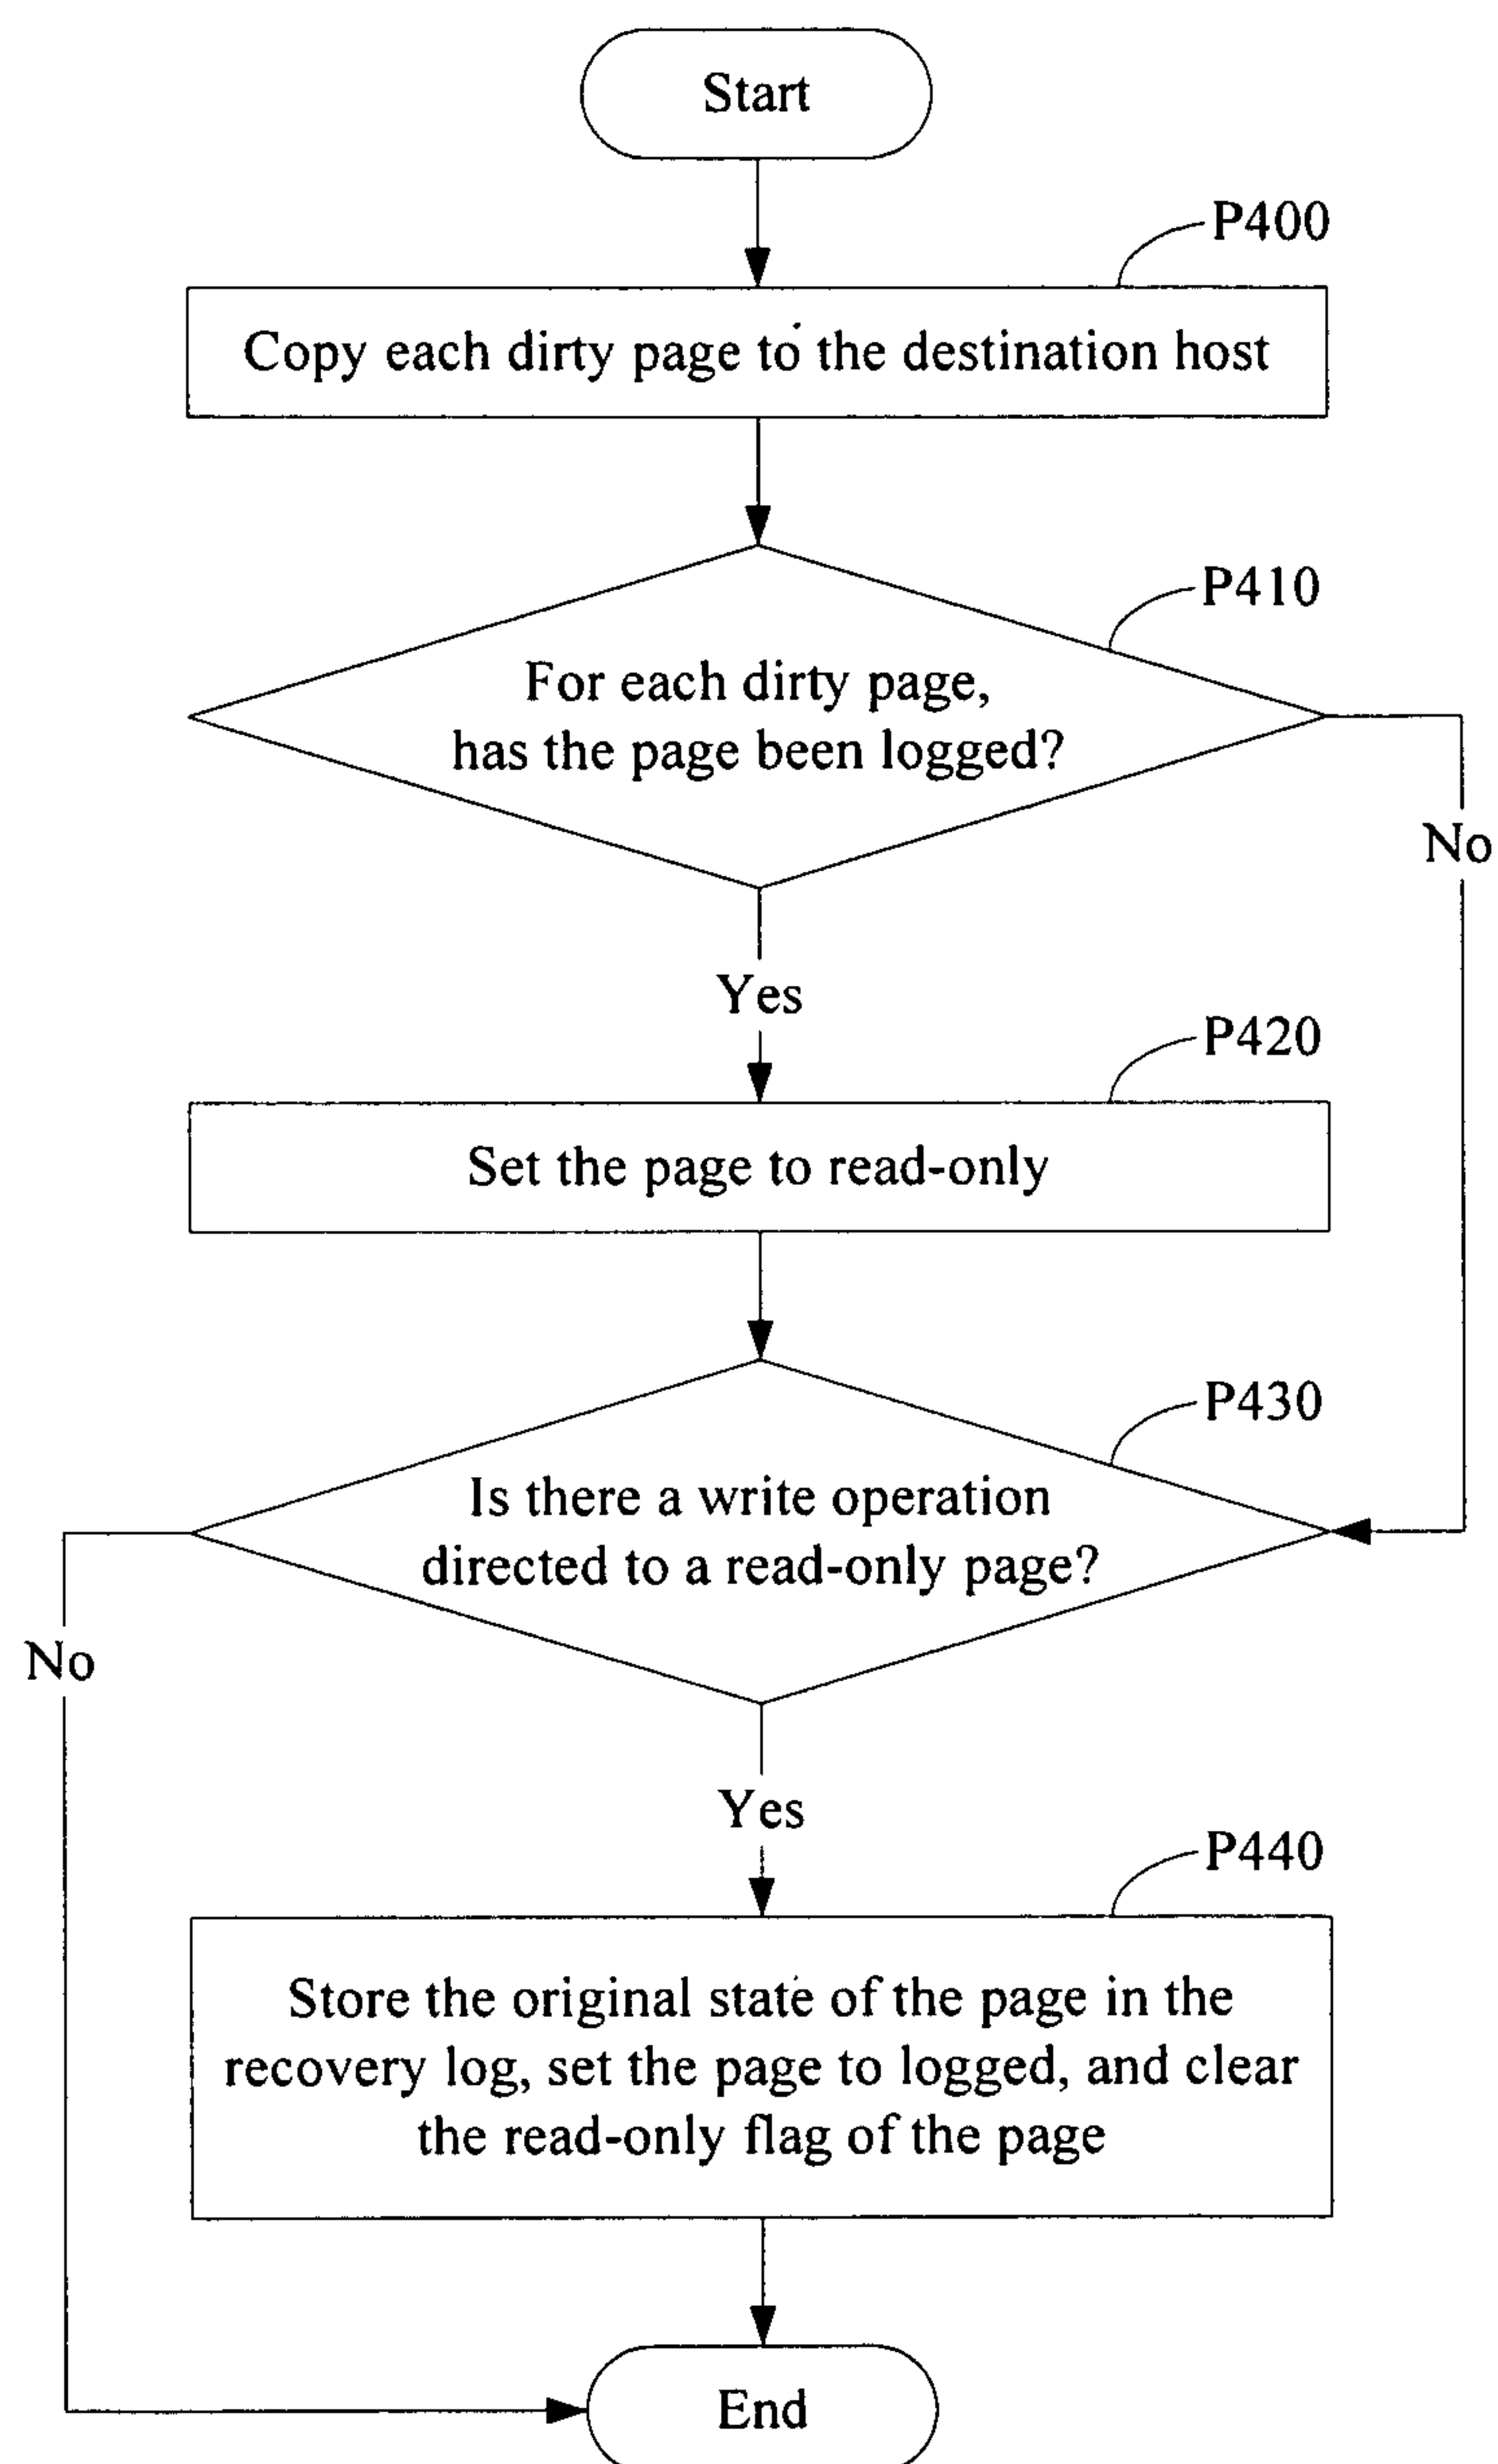 Start
P400
Copy each dirty page to the destination host
P410
For each dirty page,
has the page been logged?
No
Yes
P420
Set the page to read-only
P430
Is there a write operation
directed to a read-only page?
No
Yes
P440
Store the original state of the page in the
recovery log, set the page to logged, and clear
the read-only flag of the page
End